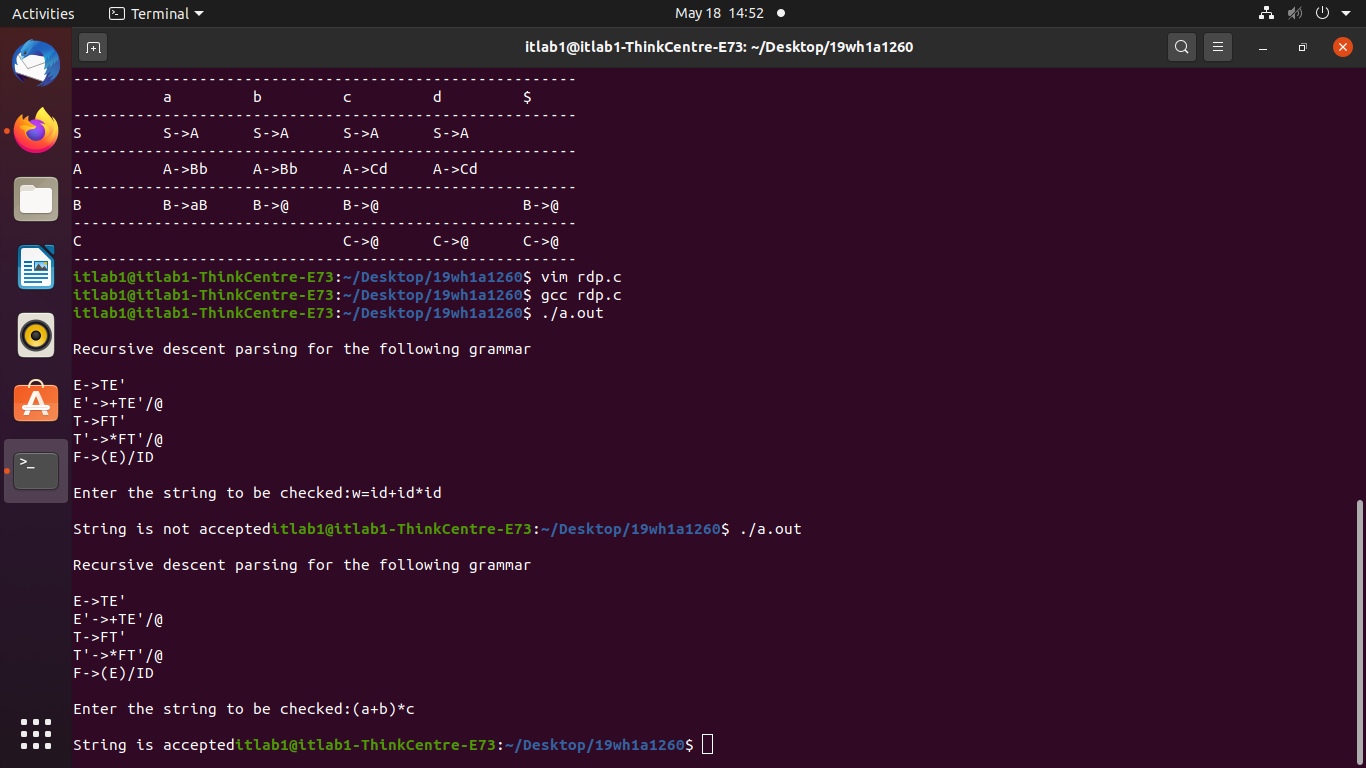 Activities Terminal May 18 14:52
itlab1@itlab1-ThinkCentre-E73: ~/Desktop/19wh1a1260
--------------------------------------------------------
a b c d $
--------------------------------------------------------
S S->A S->A S->A S->A
--------------------------------------------------------
A A->Bb A->Bb A->Cd A->Cd
--------------------------------------------------------
B B->aB B->@ B->@ B->@
--------------------------------------------------------
C C->@ C->@ C->@
--------------------------------------------------------
itlab1@itlab1-ThinkCentre-E73:~/Desktop/19wh1a1260$ vim rdp.c
itlab1@itlab1-ThinkCentre-E73:~/Desktop/19wh1a1260$ gcc rdp.c
itlab1@itlab1-ThinkCentre-E73:~/Desktop/19wh1a1260$ ./a.out
Recursive descent parsing for the following grammar
E->TE'
E'->+TE'/@
T->FT'
T'->*FT'/@
F->(E)/ID
Enter the string to be checked:w=id+id*id
String is not accepteditlab1@itlab1-ThinkCentre-E73:~/Desktop/19wh1a1260$ ./a.out
Recursive descent parsing for the following grammar
E->TE'
E'->+TE'/@
T->FT'
T'->*FT'/@
F->(E)/ID
Enter the string to be checked:(a+b)*c
String is accepteditlab1@itlab1-ThinkCentre-E73:~/Desktop/19wh1a1260$